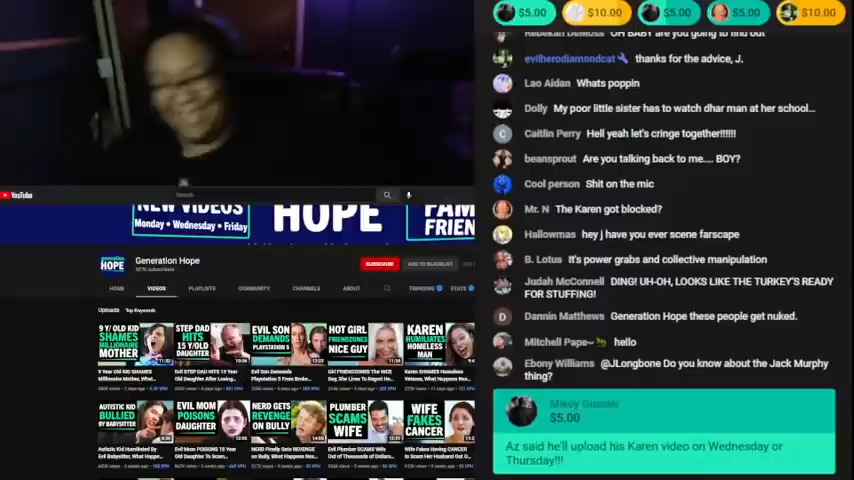 $5.00 $10.00 $5.00 $5.00 $10.00
Rebekah DeMoss OH BABY are you going to find out
evilherodiamondcat thanks for the advice, J.
Lao Aidan Whats poppin
Dolly My poor little sister has to watch dhar man at her school...
C Caitlin Perry Hell yeah let's cringe together!!!!!!
beansprout Are you talking back to me.... BOY?
Cool person Shit on the mic
Mr. N The Karen got blocked?
Hallowmas hey j have you ever scene farscape
B. Lotus It's power grabs and collective manipulation
Judah McConnell DING! UH-OH, LOOKS LIKE THE TURKEY'S READY
FOR STUFFING!
D Dannin Matthews Generation Hope these people get nuked.
Mitchell Pape~ hello
Ebony Williams @JLongbone Do you know about the Jack Murphy
thing?
$5.00
Az said he'll upload his Karen video on Wednesday or
Thursday!!!
YouTube
NEW VIDEOS
Monday • Wednesday • Friday
HOPE
FAM
FRIEN
HOPE
Generation Hope
SUBSCRIBE
HOME VIDEOS PLAYLISTS COMMUNITY CHANNELS ABOUT
Uploads Top Keywords
9 Y/ OLD KID
SHAMES
MILLIONAIRE
MOTHER
STEP DAD
HITS
15 Y/OLD
DAUGHTER
EVIL SON
DEMANDS
PLAYSTATION 5
HOT GIRL
FRIENDZONES
NICE GUY
KAREN
HUMILIATES
HOMELESS
MAN
AUTISTIC KID
BULLIED
BY BABYSITTER
EVIL MOM
POISONS
DAUGHTER
NERD GETS
REVENGE
ON BULLY
PLUMBER
SCAMS
WIFE
WIFE
FAKES
CANCER